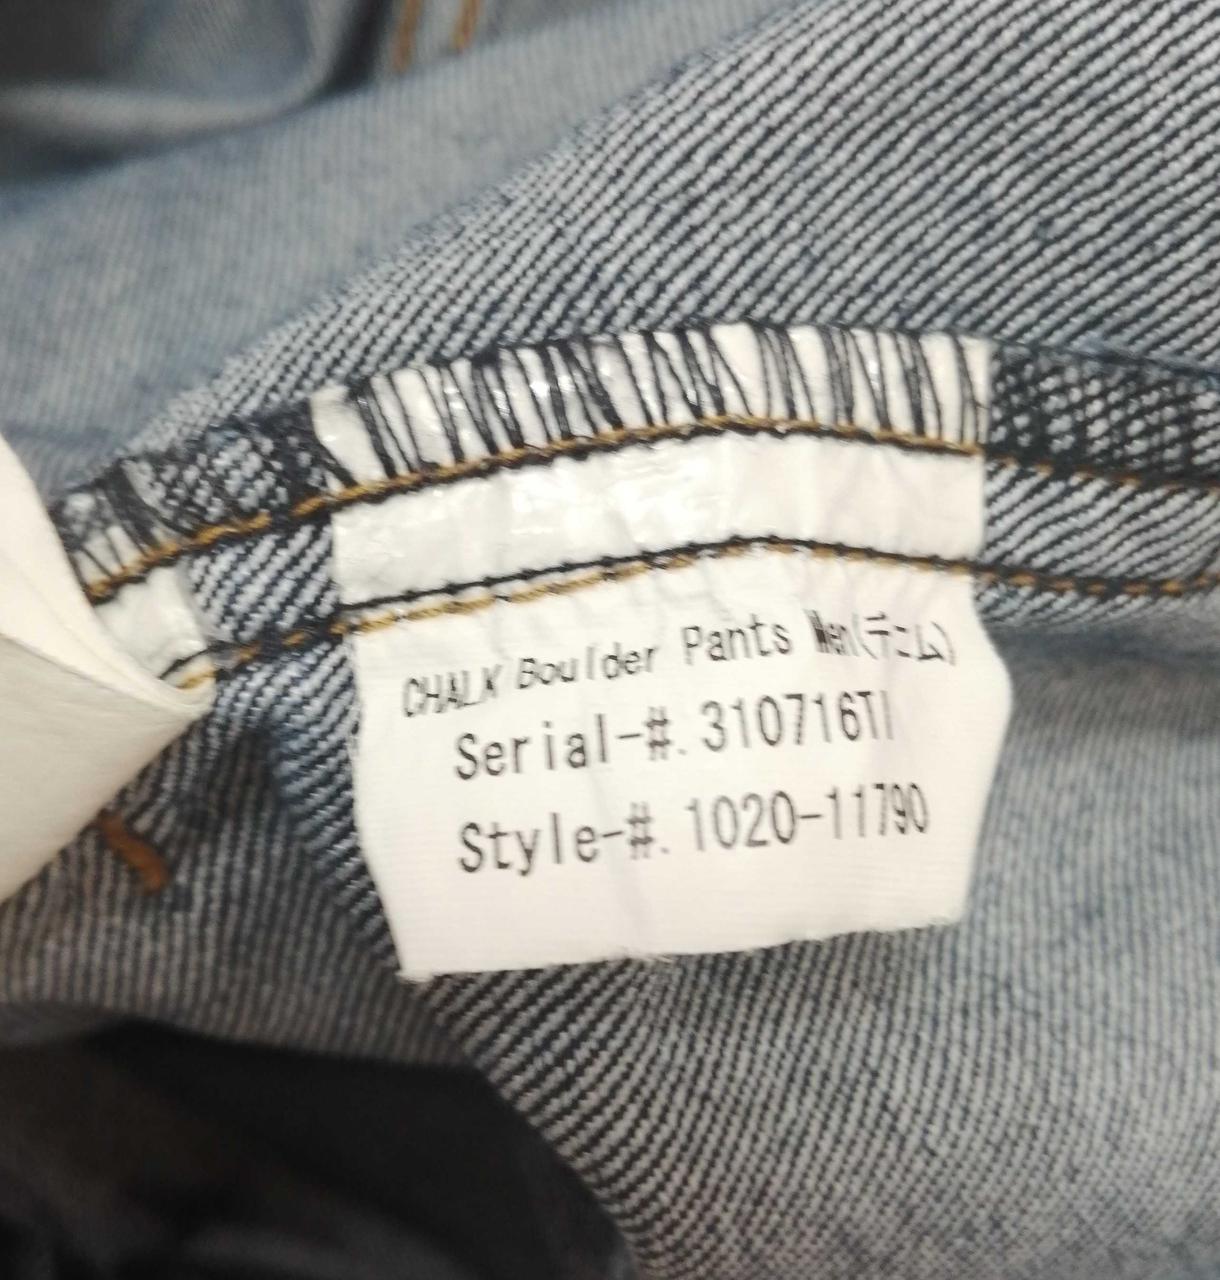 CHALK Boulder Pants Men(デニム)
Serial-#. 310716TI
Style-#. 1020-11790